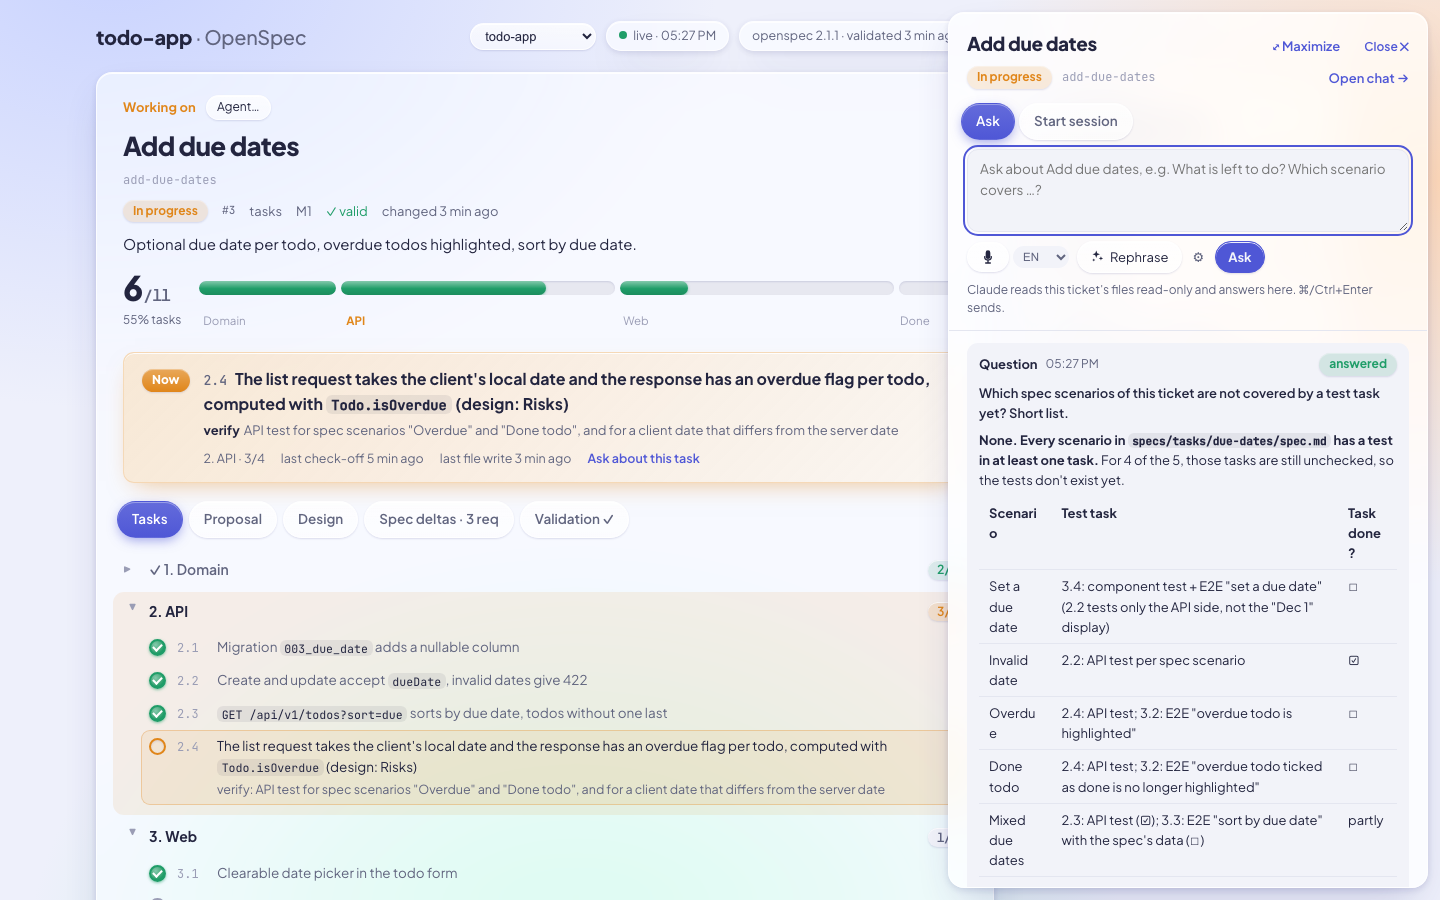 todo-app · OpenSpec
todo-app
live · 05:27 PM
openspec 2.1.1 · validated 3 min
Working on
Agent…
Add due dates
add-due-dates
In progress
#3
tasks
M1
✓ valid
changed 3 min ago
Optional due date per todo, overdue todos highlighted, sort by due date.
6/11
55% tasks
Domain
API
Web
Done
Now
2.4 The list request takes the client's local date and the response has an overdue flag per todo,
computed with Todo.isOverdue (design: Risks)
verify API test for spec scenarios "Overdue" and "Done todo", and for a client date that differs from the server date
2. API · 3/4
last check-off 5 min ago
last file write 3 min ago
Ask about this task
Tasks
Proposal
Design
Spec deltas · 3 req
Validation ✓
✓ 1. Domain
2/
2. API
3/
2.1 Migration 003_due_date adds a nullable column
2.2 Create and update accept dueDate, invalid dates give 422
2.3 GET /api/v1/todos?sort=due sorts by due date, todos without one last
2.4 The list request takes the client's local date and the response has an overdue flag per todo, computed with
Todo.isOverdue (design: Risks)
verify: API test for spec scenarios "Overdue" and "Done todo", and for a client date that differs from the server date
3. Web
1/
3.1 Clearable date picker in the todo form
Add due dates
⤢ Maximize
Close ✕
In progress
add-due-dates
Open chat →
Ask
Start session
Ask about Add due dates, e.g. What is left to do? Which scenario
covers …?
EN
Rephrase
⚙
Ask
Claude reads this ticket's files read-only and answers here. ⌘/Ctrl+Enter
sends.
Question 05:27 PM
answered
Which spec scenarios of this ticket are not covered by a test task
yet? Short list.
None. Every scenario in specs/tasks/due-dates/spec.md has a test
in at least one task. For 4 of the 5, those tasks are still unchecked, so
the tests don't exist yet.
Scenari
o
Test task
Task
done
?
Set a
due
date
3.4: component test + E2E "set a due date"
(2.2 tests only the API side, not the "Dec 1"
display)
☐
Invalid
date
2.2: API test per spec scenario
☑
Overdu
e
2.4: API test; 3.2: E2E "overdue todo is
highlighted"
☐
Done
todo
2.4: API test; 3.2: E2E "overdue todo ticked
as done is no longer highlighted"
☐
Mixed
due
dates
2.3: API test (☑); 3.3: E2E "sort by due date"
with the spec's data (☐)
partly